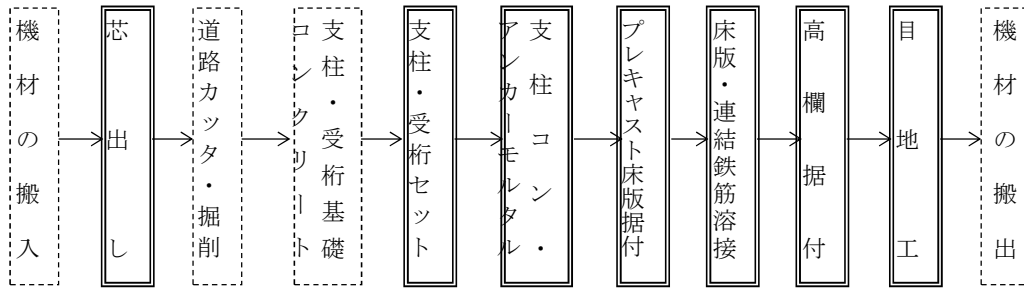 機材の搬入
芯出し
道路カッタ・掘削
支柱・受桁基礎
コンクリート
支柱・受桁セット
支柱コン・
アンカーモルタル
プレキャスト床版据付
床版・連結鉄筋溶接
高欄据付
目地工
機材の搬出